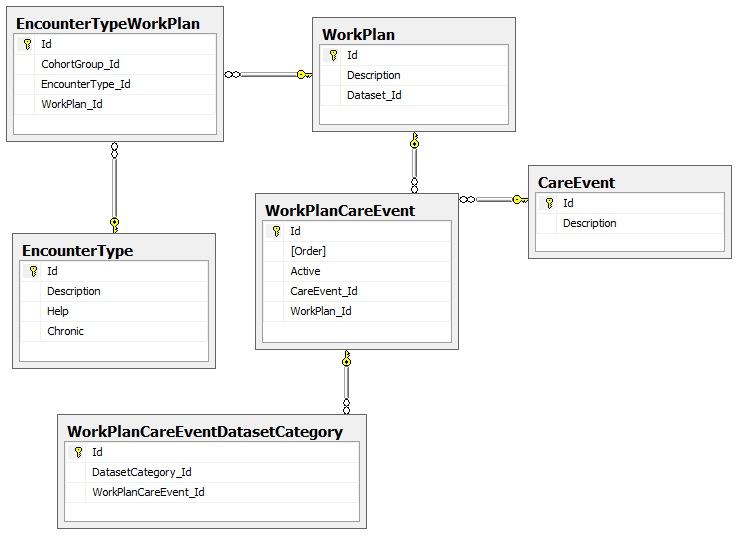 EncounterTypeWorkPlan
Id
CohortGroup_Id
EncounterType_Id
WorkPlan_Id
WorkPlan
Id
Description
Dataset_Id
CareEvent
Id
Description
WorkPlanCareEvent
Id
[Order]
Active
CareEvent_Id
WorkPlan_Id
EncounterType
Id
Description
Help
Chronic
WorkPlanCareEventDatasetCategory
Id
DatasetCategory_Id
WorkPlanCareEvent_Id